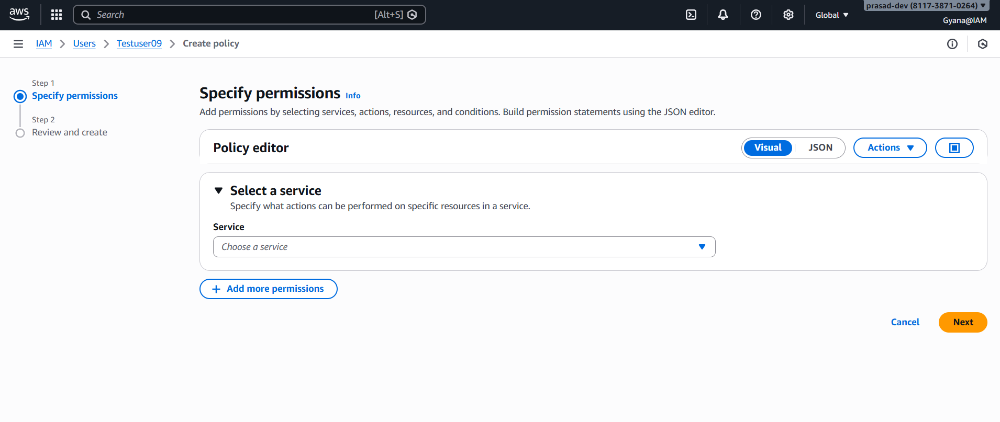 aws
Search [Alt+S]
Global
prasad-dev (8117-3871-0264)
Gyana@IAM
IAM > Users > Testuser09 > Create policy
Step 1
Specify permissions
Step 2
Review and create
Specify permissions Info
Add permissions by selecting services, actions, resources, and conditions. Build permission statements using the JSON editor.
Policy editor
Visual | JSON
Actions
Select a service
Specify what actions can be performed on specific resources in a service.
Service
Choose a service
+ Add more permissions
Cancel
Next